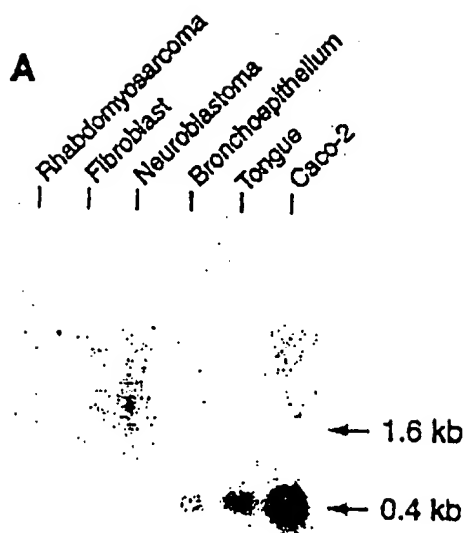 A
Rhabdomyosarcoma
Fibroblast
Neuroblastoma
Bronchoepithelium
Tongue
Caco-2
1.6 kb
0.4 kb